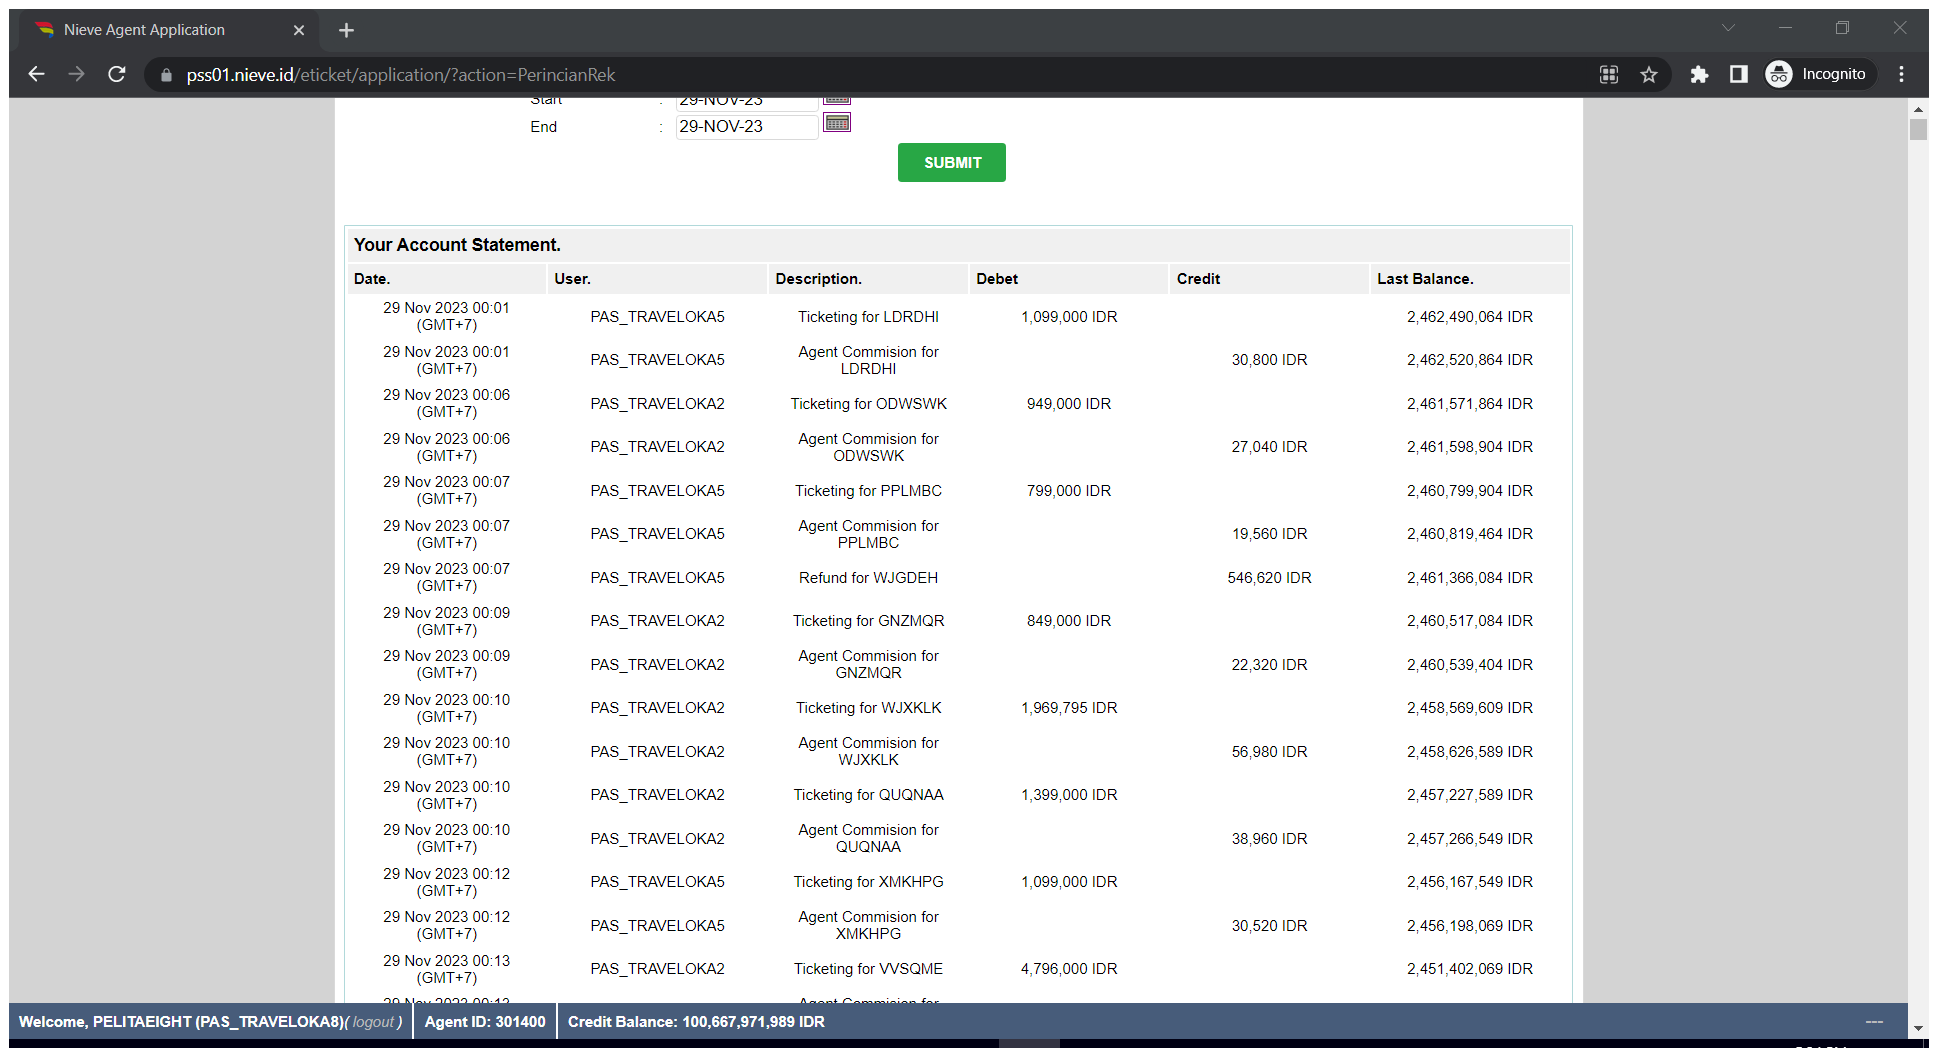 Nieve Agent Application
pss01.nieve.id/eticket/application/?action=PerincianRek
Incognito
Start : 29-NOV-23
End : 29-NOV-23
SUBMIT
Your Account Statement.
Date. User. Description. Debet Credit Last Balance.
29 Nov 2023 00:01
(GMT+7) PAS_TRAVELOKA5 Ticketing for LDRDHI 1,099,000 IDR 2,462,490,064 IDR
29 Nov 2023 00:01
(GMT+7) PAS_TRAVELOKA5 Agent Commision for
LDRDHI 30,800 IDR 2,462,520,864 IDR
29 Nov 2023 00:06
(GMT+7) PAS_TRAVELOKA2 Ticketing for ODWSWK 949,000 IDR 2,461,571,864 IDR
29 Nov 2023 00:06
(GMT+7) PAS_TRAVELOKA2 Agent Commision for
ODWSWK 27,040 IDR 2,461,598,904 IDR
29 Nov 2023 00:07
(GMT+7) PAS_TRAVELOKA5 Ticketing for PPLMBC 799,000 IDR 2,460,799,904 IDR
29 Nov 2023 00:07
(GMT+7) PAS_TRAVELOKA5 Agent Commision for
PPLMBC 19,560 IDR 2,460,819,464 IDR
29 Nov 2023 00:07
(GMT+7) PAS_TRAVELOKA5 Refund for WJGDEH 546,620 IDR 2,461,366,084 IDR
29 Nov 2023 00:09
(GMT+7) PAS_TRAVELOKA2 Ticketing for GNZMQR 849,000 IDR 2,460,517,084 IDR
29 Nov 2023 00:09
(GMT+7) PAS_TRAVELOKA2 Agent Commision for
GNZMQR 22,320 IDR 2,460,539,404 IDR
29 Nov 2023 00:10
(GMT+7) PAS_TRAVELOKA2 Ticketing for WJXKLK 1,969,795 IDR 2,458,569,609 IDR
29 Nov 2023 00:10
(GMT+7) PAS_TRAVELOKA2 Agent Commision for
WJXKLK 56,980 IDR 2,458,626,589 IDR
29 Nov 2023 00:10
(GMT+7) PAS_TRAVELOKA2 Ticketing for QUQNAA 1,399,000 IDR 2,457,227,589 IDR
29 Nov 2023 00:10
(GMT+7) PAS_TRAVELOKA2 Agent Commision for
QUQNAA 38,960 IDR 2,457,266,549 IDR
29 Nov 2023 00:12
(GMT+7) PAS_TRAVELOKA5 Ticketing for XMKHPG 1,099,000 IDR 2,456,167,549 IDR
29 Nov 2023 00:12
(GMT+7) PAS_TRAVELOKA5 Agent Commision for
XMKHPG 30,520 IDR 2,456,198,069 IDR
29 Nov 2023 00:13
(GMT+7) PAS_TRAVELOKA2 Ticketing for VVSQME 4,796,000 IDR 2,451,402,069 IDR
29 Nov 2023 00:13 Agent Commision for
Welcome, PELITAEIGHT (PAS_TRAVELOKA8)( logout ) Agent ID: 301400 Credit Balance: 100,667,971,989 IDR ---